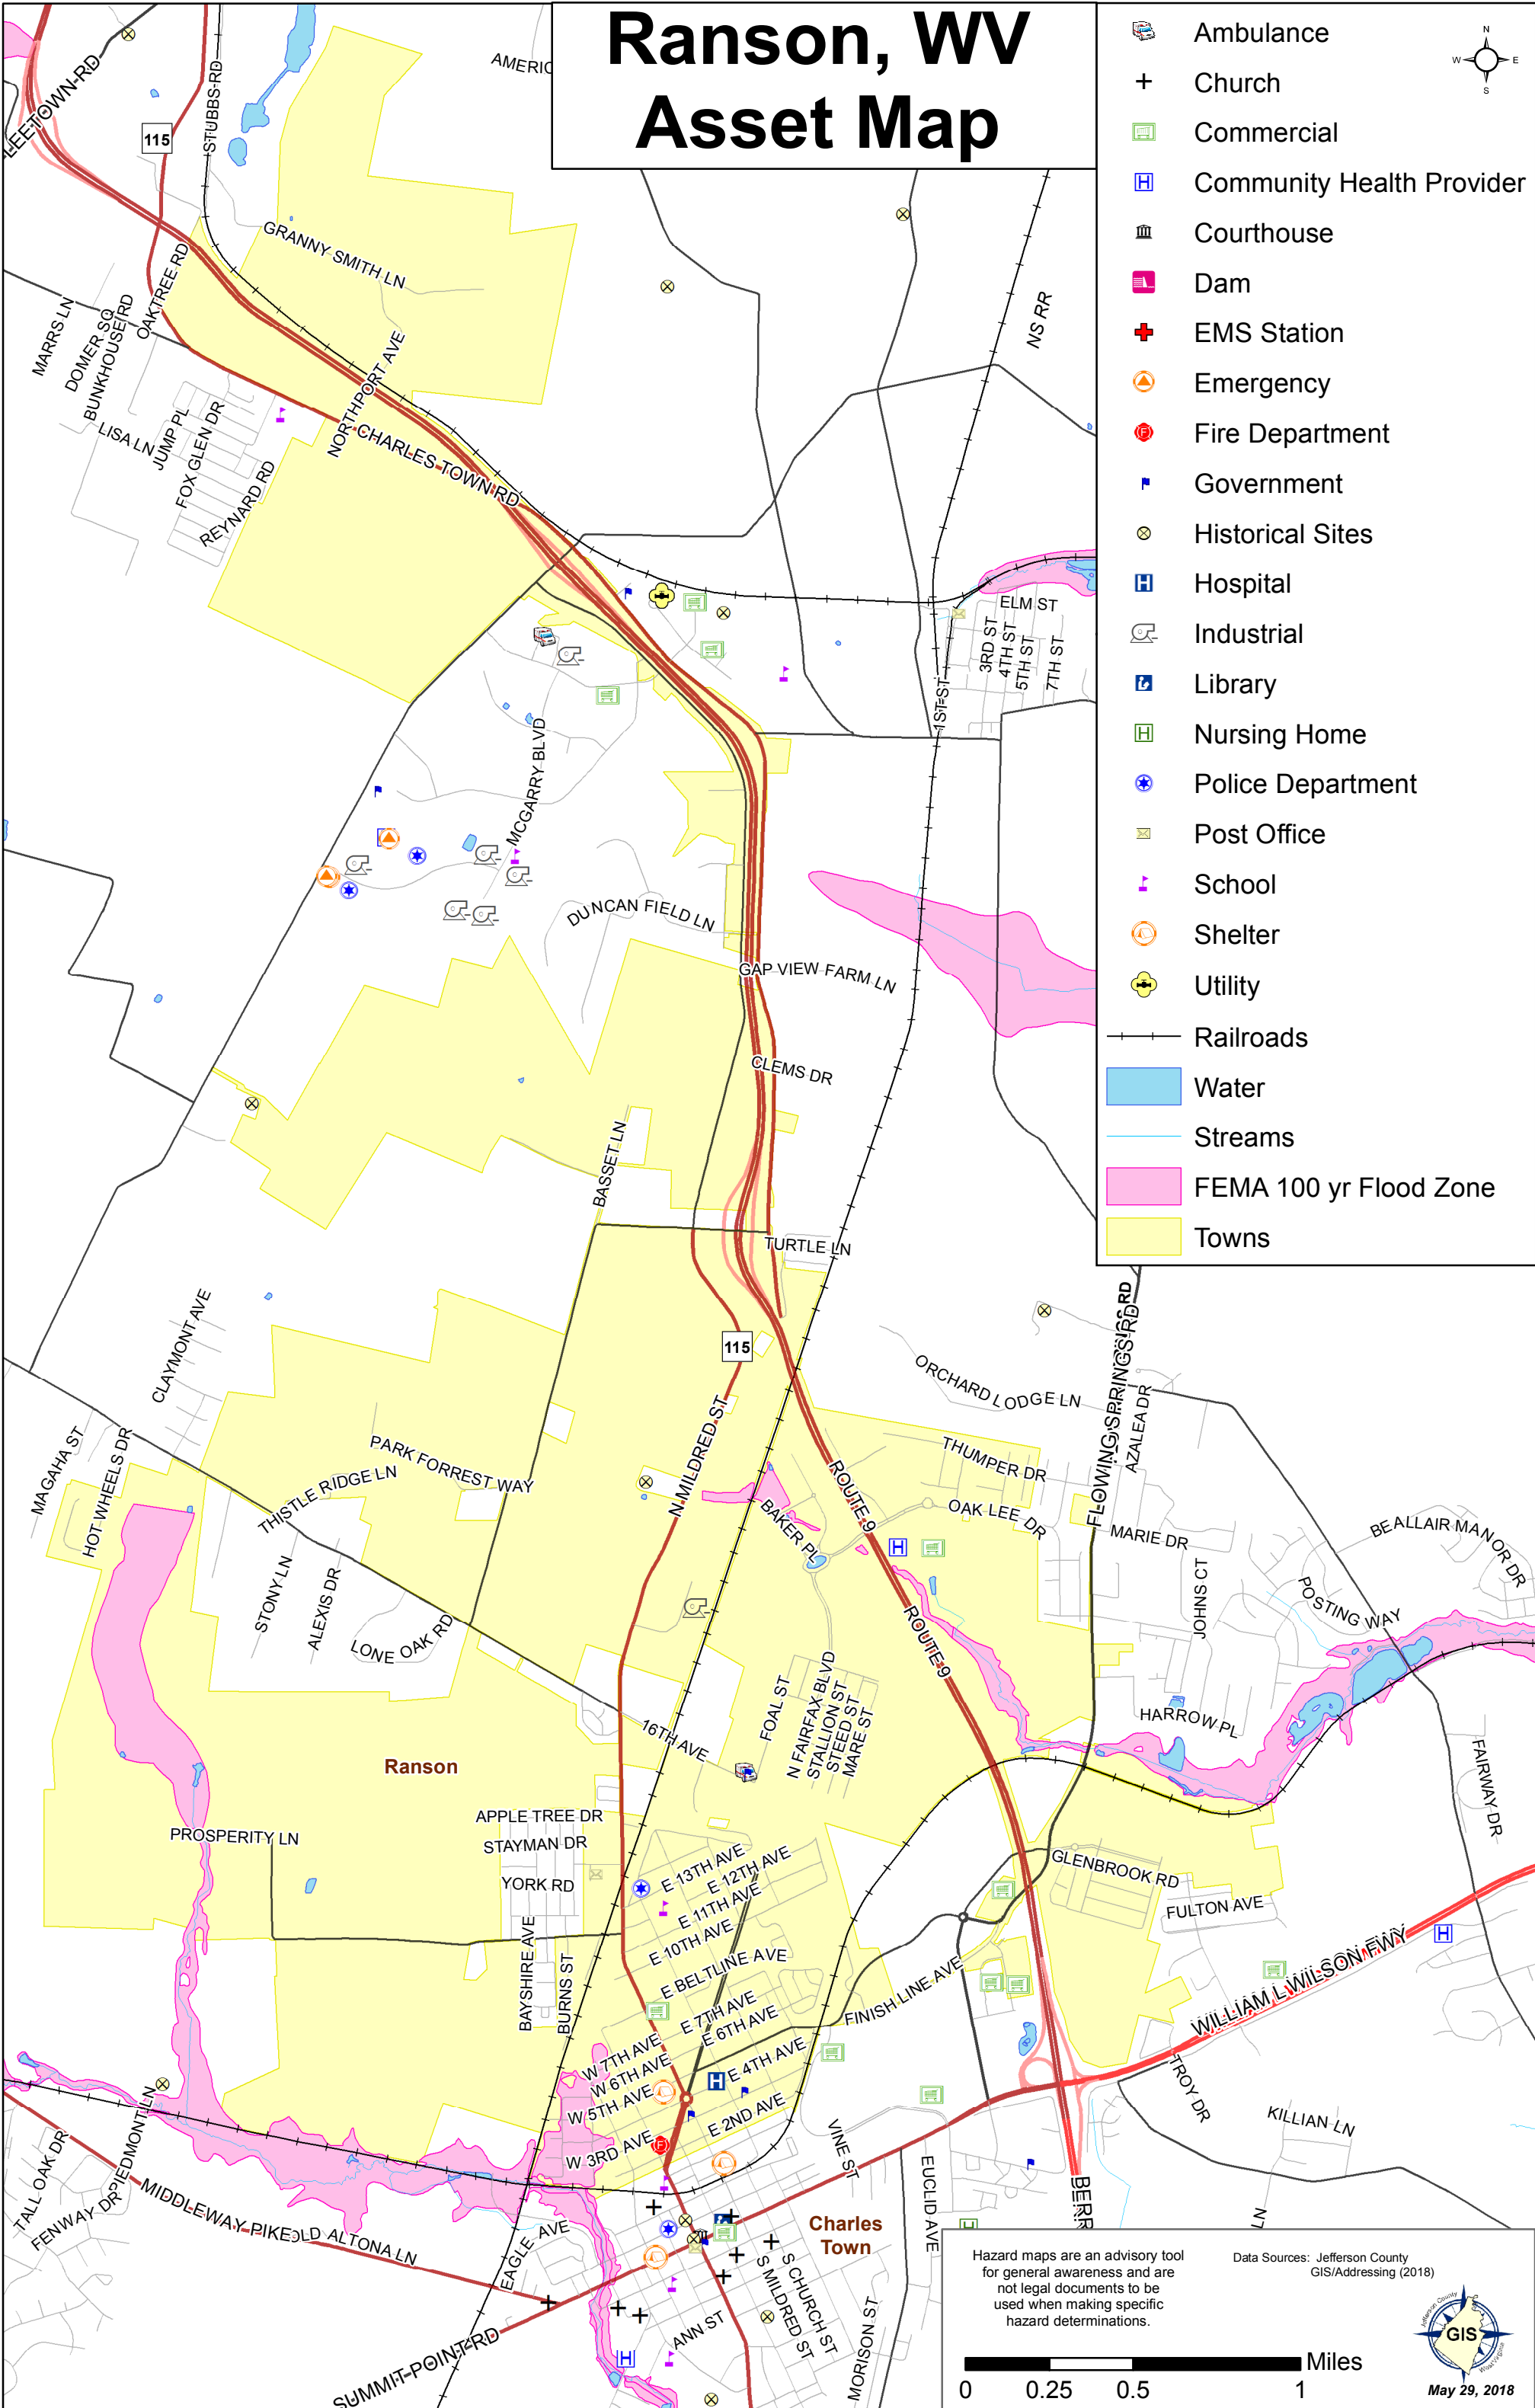 Ranson, WV
Asset Map
Ambulance
Church
Commercial
Community Health Provider
Courthouse
Dam
EMS Station
Emergency
Fire Department
Government
Historical Sites
Hospital
Industrial
Library
Nursing Home
Police Department
Post Office
School
Shelter
Utility
Railroads
Water
Streams
FEMA 100 yr Flood Zone
Towns
N
W
E
S
LEETOWN RD
115
STUBBS RD
AMERIC
GRANNY SMITH LN
MARRS LN
DOMER SQ
BUNKHOUSE RD
OAKTREE RD
NORTHPORT AVE
NS RR
LISA LN
JUMP PL
FOX GLEN DR
REYNARD RD
CHARLES TOWN RD
ELM ST
3RD ST
4TH ST
5TH ST
7TH ST
1ST ST
MCGARRY BLVD
DUNCAN FIELD LN
GAP VIEW FARM LN
CLEMS DR
BASSET LN
TURTLE LN
115
CLAYMONT AVE
ORCHARD LODGE LN
FLOWING SPRINGS RD
AZALEA DR
MAGAHA ST
HOT WHEELS DR
PARK FORREST WAY
THISTLE RIDGE LN
N MILDRED ST
ROUTE 9
BAKER PL
THUMPER DR
OAK LEE DR
MARIE DR
BEALLAIR MANOR DR
STONY LN
ALEXIS DR
LONE OAK RD
JOHNS CT
POSTING WAY
ROUTE 9
FOAL ST
N FAIRFAX BLVD
STALLION ST
STEED ST
MARE ST
16TH AVE
HARROW PL
FAIRWAY DR
Ranson
PROSPERITY LN
APPLE TREE DR
STAYMAN DR
YORK RD
E 13TH AVE
E 12TH AVE
E 11TH AVE
E 10TH AVE
E BELTLINE AVE
GLENBROOK RD
FULTON AVE
BAYSHIRE AVE
BURNS ST
E 7TH AVE
E 6TH AVE
FINISH LINE AVE
WILLIAM L WILSON FWY
W 7TH AVE
W 6TH AVE
W 5TH AVE
E 4TH AVE
E 2ND AVE
W 3RD AVE
VINE ST
TROY DR
KILLIAN LN
TALL OAK DR
PIEDMONT LN
FENWAY DR
MIDDLEWAY PIKE
OLD ALTONA LN
EAGLE AVE
EUCLID AVE
BERR
LN
Charles
Town
S CHURCH ST
S MILDRED ST
ANN ST
MORISON ST
SUMMIT POINT RD
Hazard maps are an advisory tool
for general awareness and are
not legal documents to be
used when making specific
hazard determinations.
Data Sources: Jefferson County
GIS/Addressing (2018)
Jefferson County
GIS
West Virginia
0 0.25 0.5 1 Miles
May 29, 2018